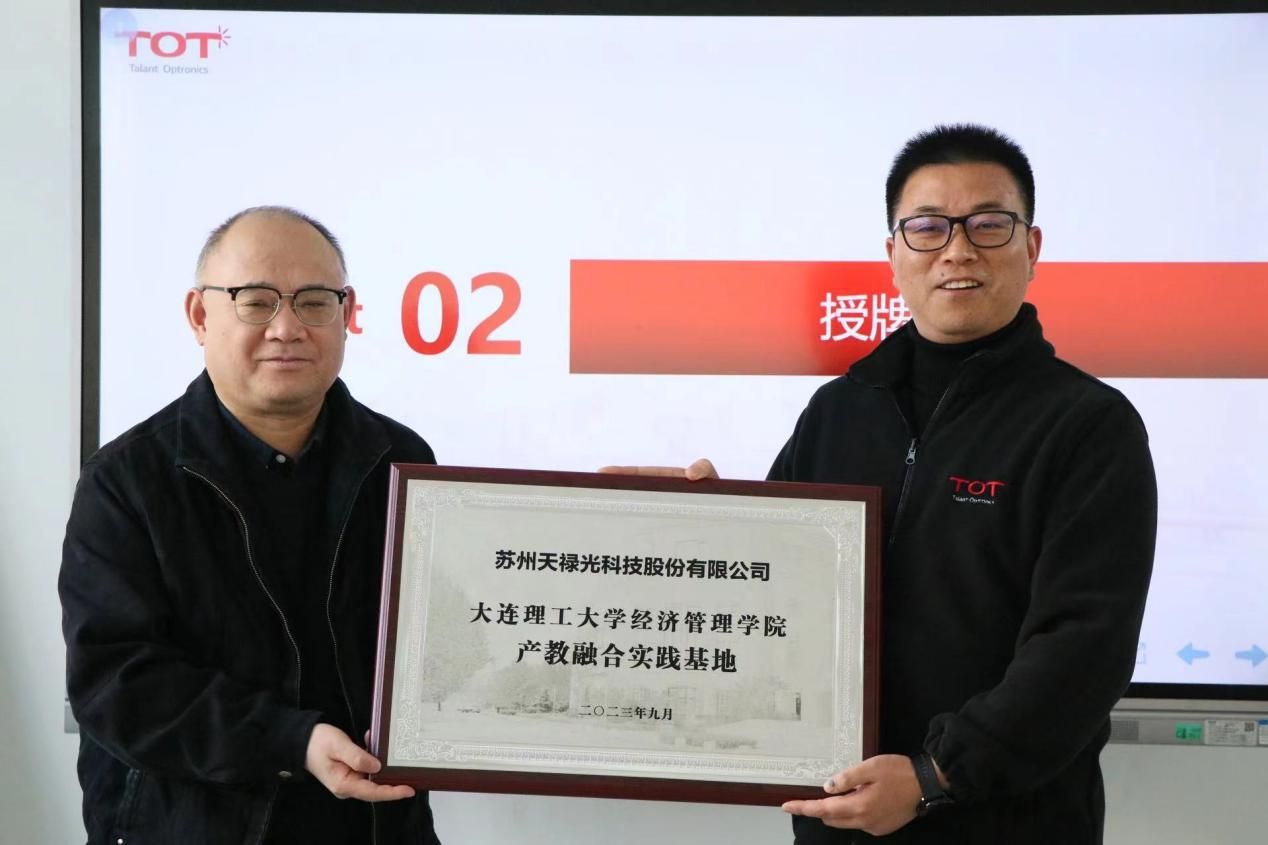 TOT
Talant Optronics
t
02
授牌
TOT
Talant Optronics
苏州天禄光科技股份有限公司
大连理工大学经济管理学院
产教融合实践基地
二〇二三年九月